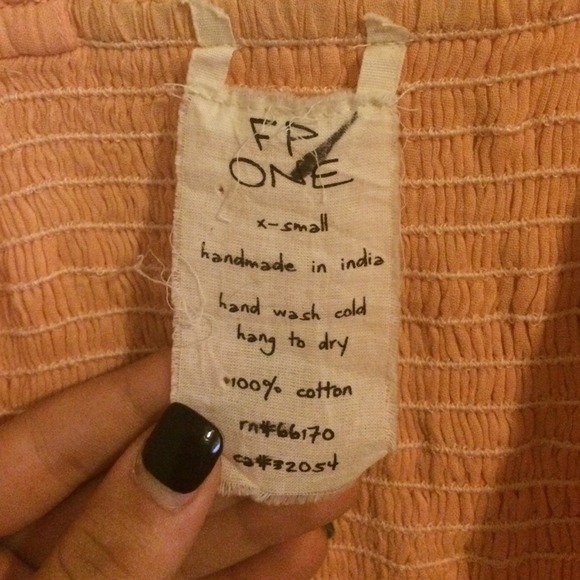 FP
ONE
x-small
handmade in india
hand wash cold
hang to dry
100% cotton
rn#66170
ca#32054